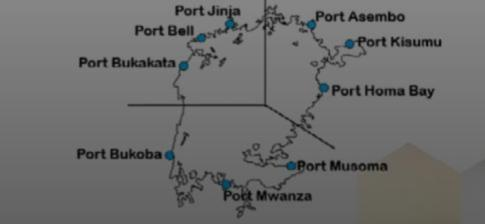 Port Jinja
Port Asembo
Port Bell
Port Kisumu
Port Bukakata
Port Homa Bay
Port Bukoba
Port Musoma
Port Mwanza